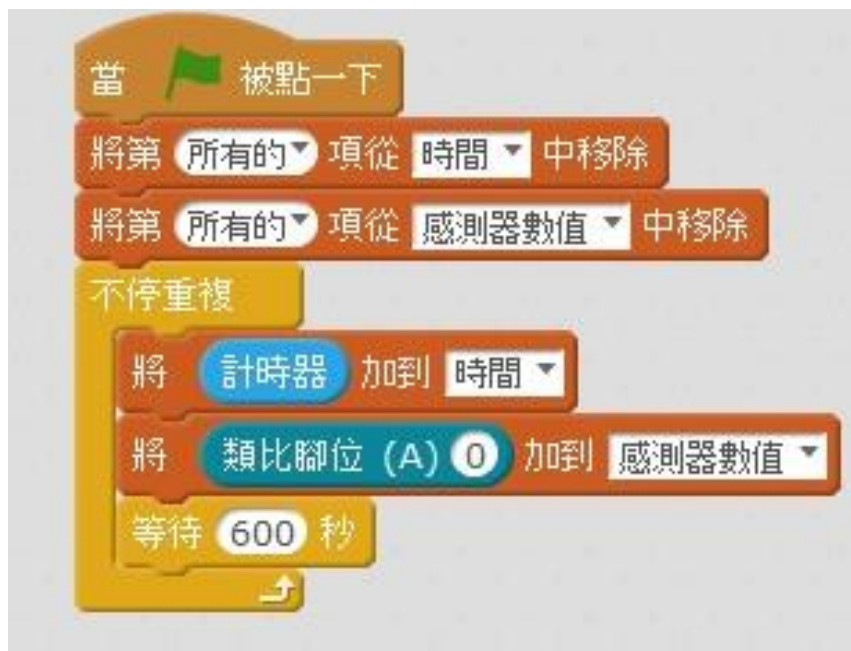 當 被點一下
將第 所有的 項從 時間 中移除
將第 所有的 項從 感測器數值 中移除
不停重複
將 計時器 加到 時間
將 類比腳位 (A) 0 加到 感測器數值
等待 600 秒